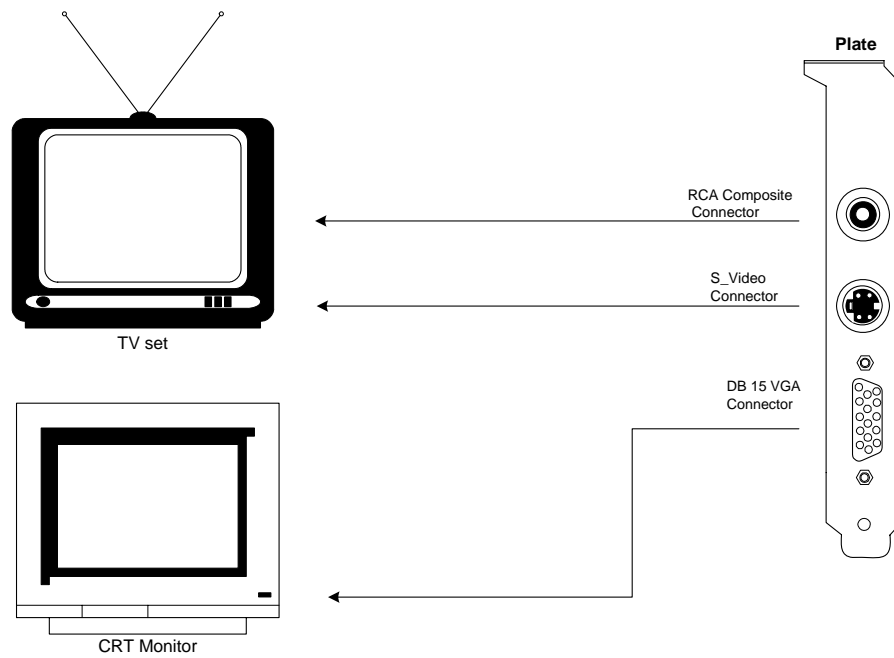 Plate
RCA Composite
Connector
S_Video
Connector
TV set
DB 15 VGA
Connector
CRT Monitor